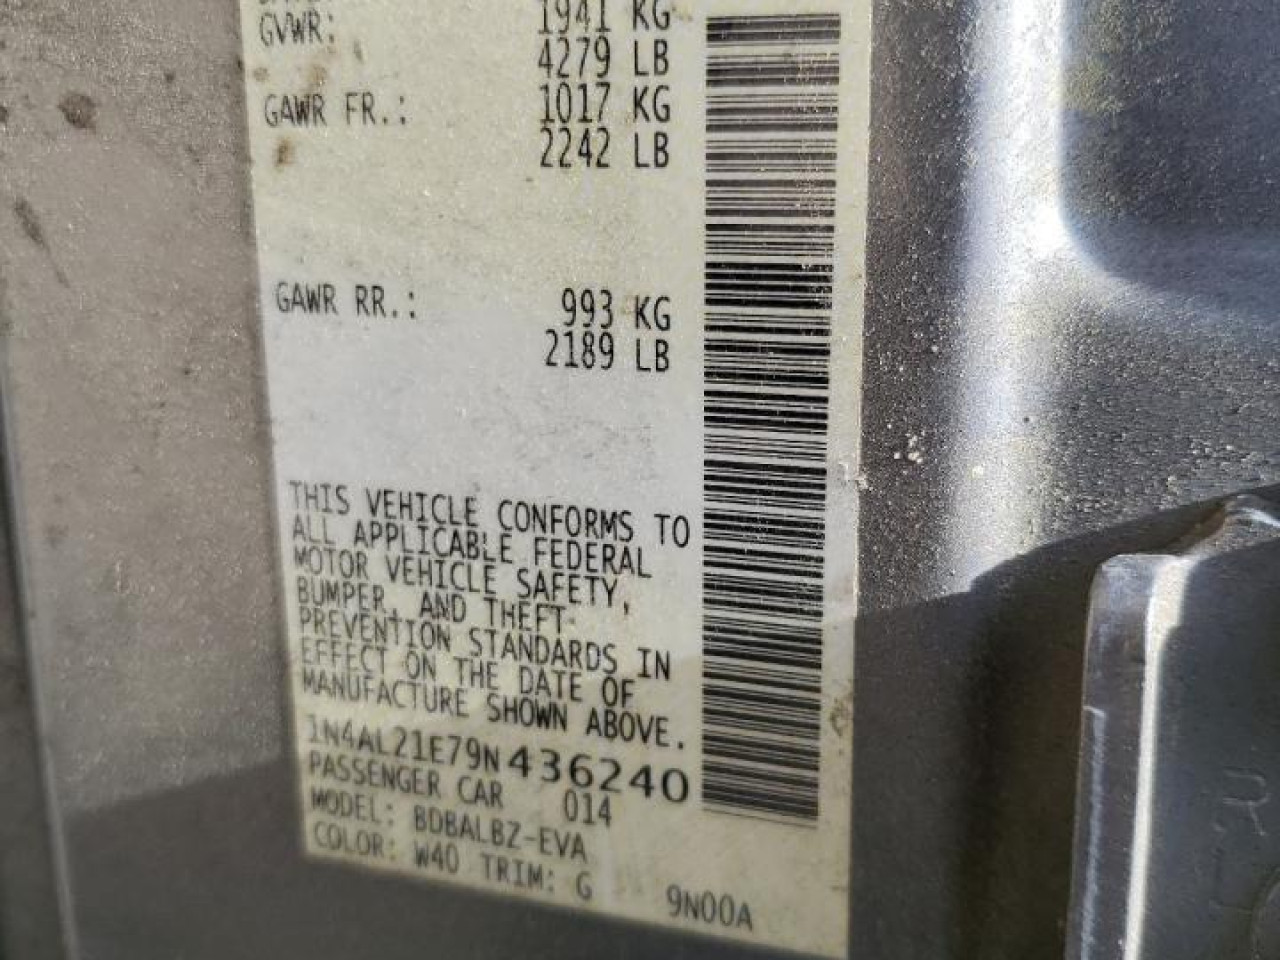 GVWR: 1941 KG
4279 LB
GAWR FR.: 1017 KG
2242 LB
GAWR RR.: 993 KG
2189 LB
THIS VEHICLE CONFORMS TO
ALL APPLICABLE FEDERAL
MOTOR VEHICLE SAFETY,
BUMPER, AND THEFT
PREVENTION STANDARDS IN
EFFECT ON THE DATE OF
MANUFACTURE SHOWN ABOVE.
1N4AL21E79N436240
PASSENGER CAR 014
MODEL: BDBALBZ-EVA
COLOR: W40 TRIM: G 9N00A